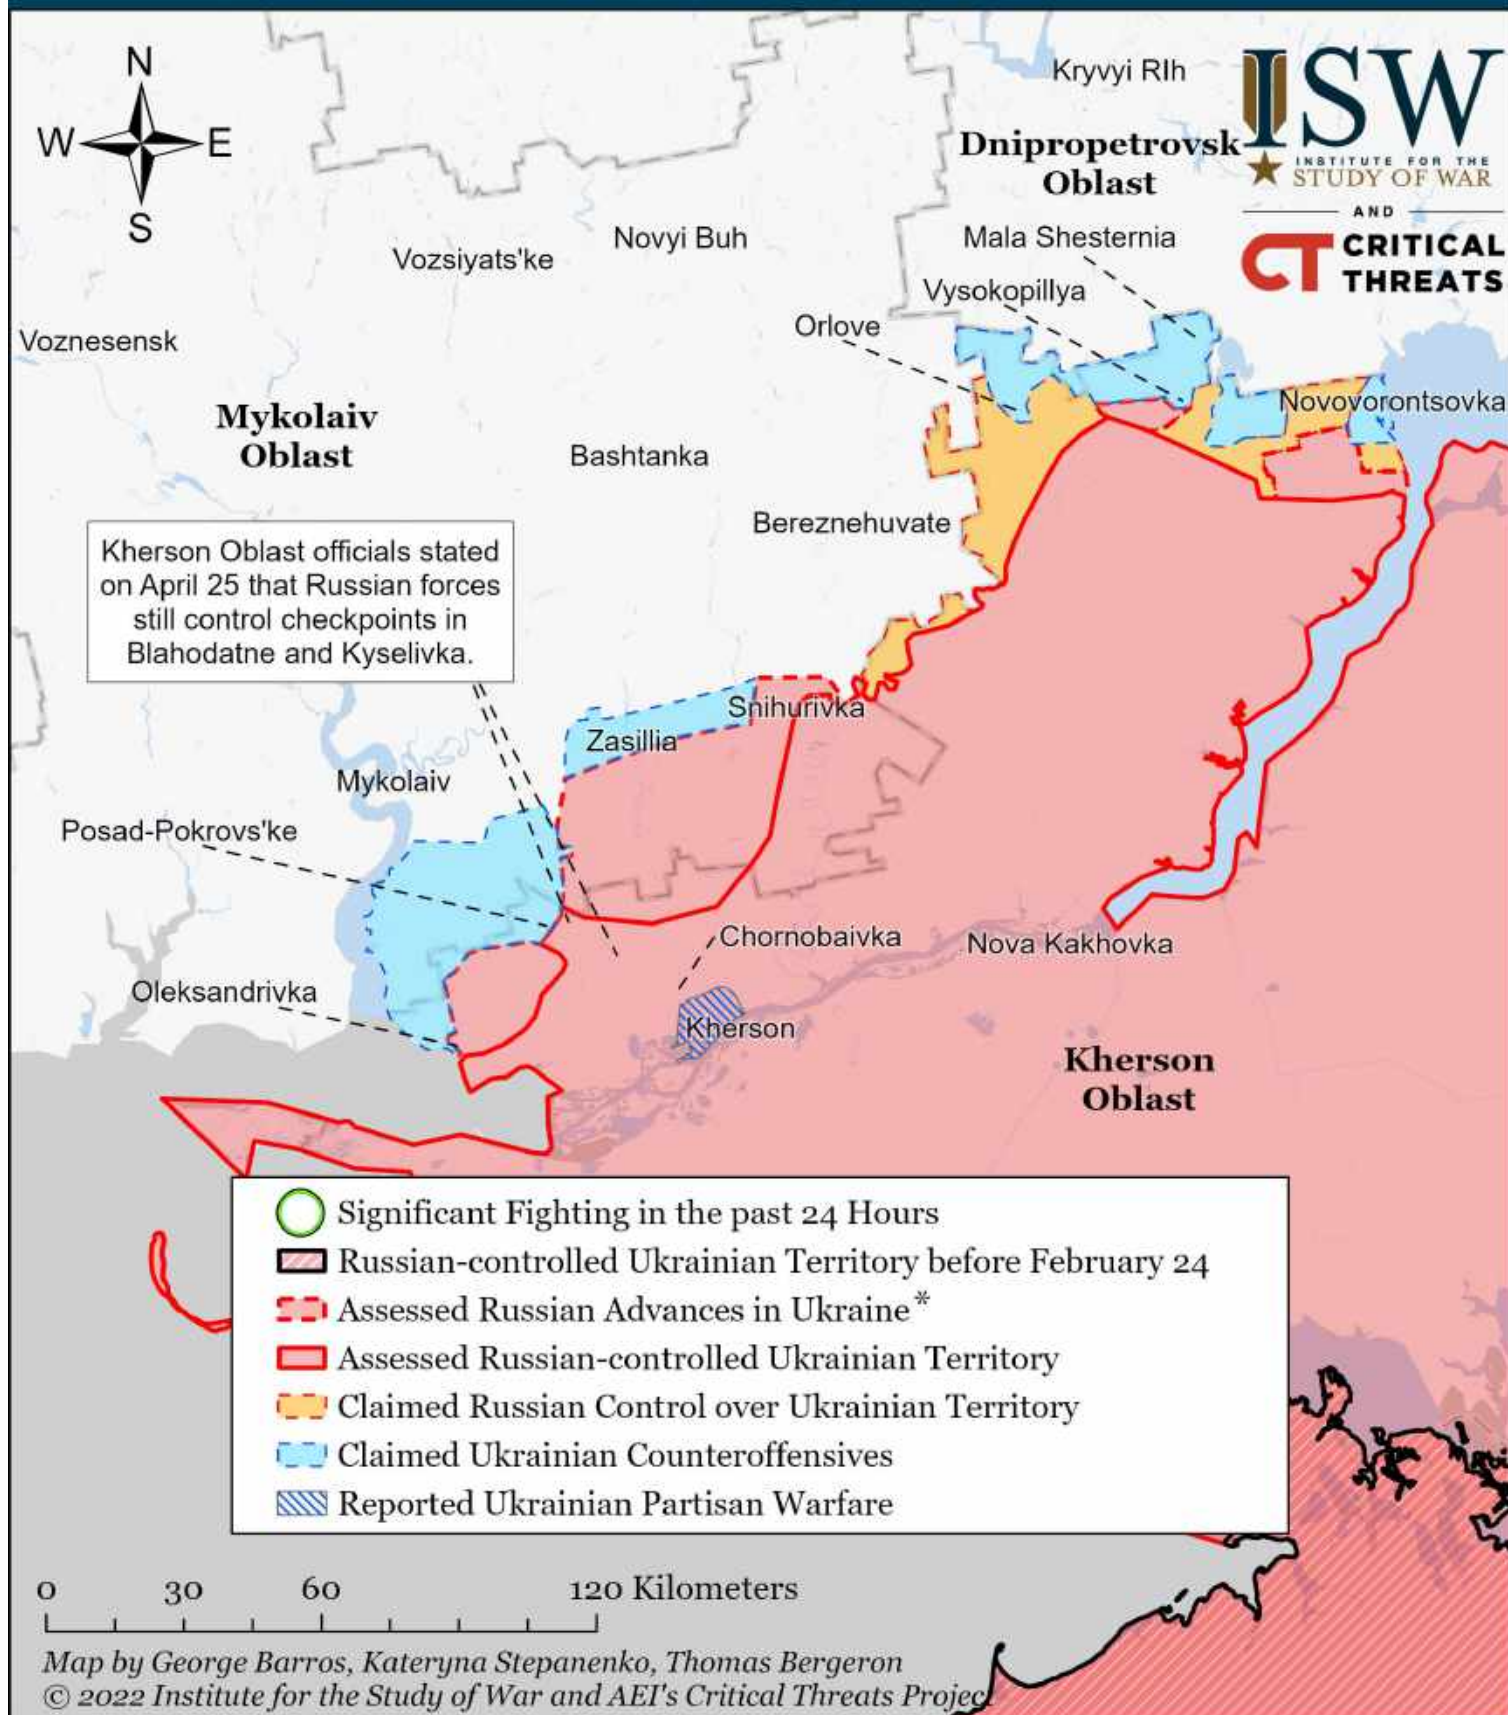 N
W
E
S
Kryvyi RIh
ISW
INSTITUTE FOR THE
STUDY OF WAR
AND
CT CRITICAL
THREATS
Dnipropetrovsk
Oblast
Novyi Buh
Vozsiyats'ke
Mala Shesternia
Vysokopillya
Orlove
Voznesensk
Mykolaiv
Oblast
Novovorontsovka
Bashtanka
Bereznehuvate
Kherson Oblast officials stated
on April 25 that Russian forces
still control checkpoints in
Blahodatne and Kyselivka.
Snihurivka
Zasillia
Mykolaiv
Posad-Pokrovs'ke
Chornobaivka
Nova Kakhovka
Oleksandrivka
Kherson
Kherson
Oblast
Significant Fighting in the past 24 Hours
Russian-controlled Ukrainian Territory before February 24
Assessed Russian Advances in Ukraine*
Assessed Russian-controlled Ukrainian Territory
Claimed Russian Control over Ukrainian Territory
Claimed Ukrainian Counteroffensives
Reported Ukrainian Partisan Warfare
0 30 60 120 Kilometers
Map by George Barros, Kateryna Stepanenko, Thomas Bergeron
© 2022 Institute for the Study of War and AEI's Critical Threats Project